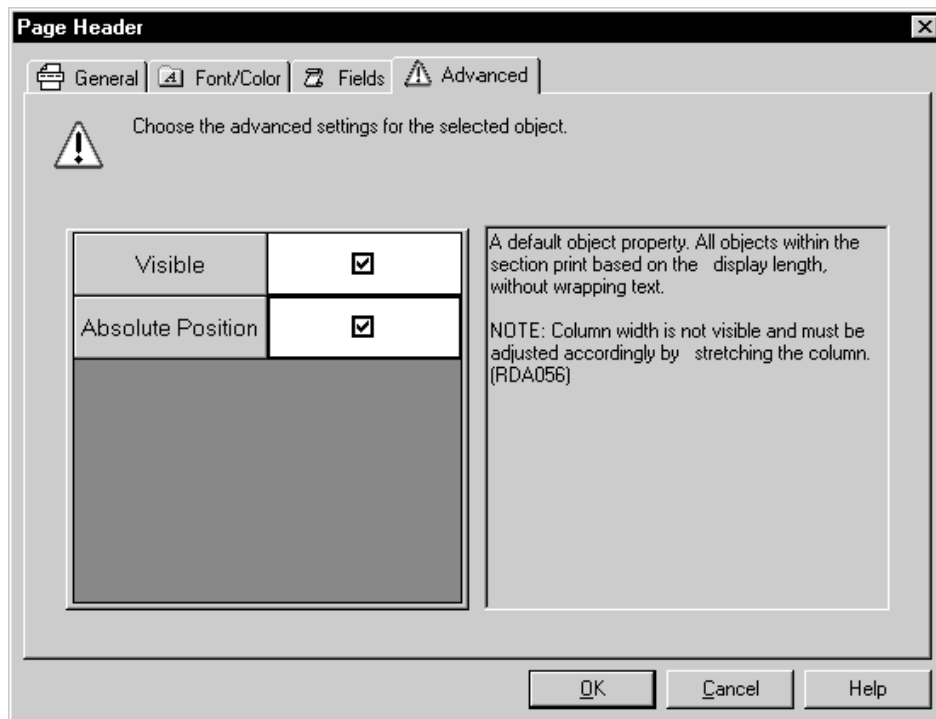 Page Header
General Font/Color Fields Advanced
Choose the advanced settings for the selected object.
Visible
Absolute Position
A default object property. All objects within the
section print based on the display length,
without wrapping text.
NOTE: Column width is not visible and must be
adjusted accordingly by stretching the column.
(RDA056)
OK Cancel Help